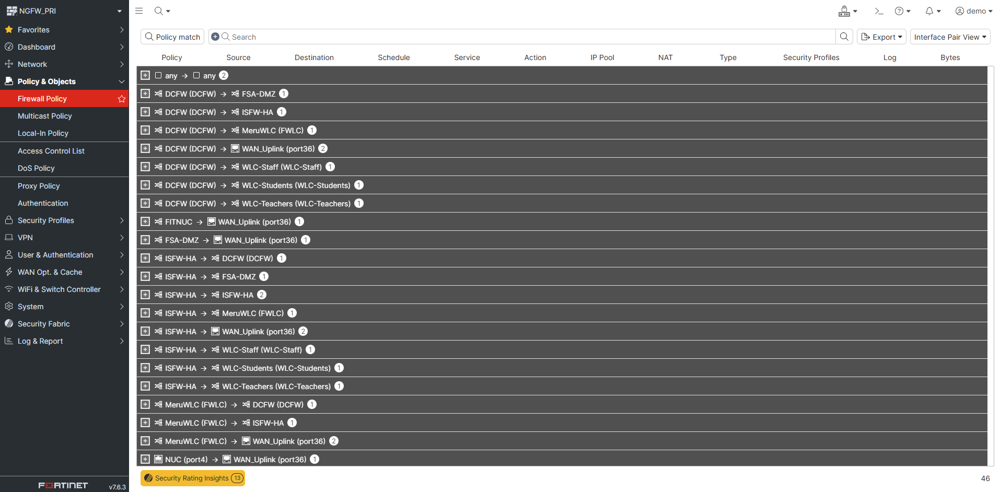 NGFW_PRI
Favorites
Dashboard
Network
Policy & Objects
Firewall Policy
Multicast Policy
Local-In Policy
Access Control List
DoS Policy
Proxy Policy
Authentication
Security Profiles
VPN
User & Authentication
WAN Opt. & Cache
WiFi & Switch Controller
System
Security Fabric
Log & Report
FORTINET v7.6.3
demo
Policy match Search Export Interface Pair View
Policy Source Destination Schedule Service Action IP Pool NAT Type Security Profiles Log Bytes
any → any 2
DCFW (DCFW) → FSA-DMZ 1
DCFW (DCFW) → ISFW-HA 1
DCFW (DCFW) → MeruWLC (FWLC) 1
DCFW (DCFW) → WAN_Uplink (port36) 2
DCFW (DCFW) → WLC-Staff (WLC-Staff) 1
DCFW (DCFW) → WLC-Students (WLC-Students) 1
DCFW (DCFW) → WLC-Teachers (WLC-Teachers) 1
FITNUC → WAN_Uplink (port36) 1
FSA-DMZ → WAN_Uplink (port36) 1
ISFW-HA → DCFW (DCFW) 1
ISFW-HA → FSA-DMZ 1
ISFW-HA → ISFW-HA 2
ISFW-HA → MeruWLC (FWLC) 1
ISFW-HA → WAN_Uplink (port36) 2
ISFW-HA → WLC-Staff (WLC-Staff) 1
ISFW-HA → WLC-Students (WLC-Students) 1
ISFW-HA → WLC-Teachers (WLC-Teachers) 1
MeruWLC (FWLC) → DCFW (DCFW) 1
MeruWLC (FWLC) → ISFW-HA 1
MeruWLC (FWLC) → WAN_Uplink (port36) 2
NUC (port4) → WAN_Uplink (port36) 1
Security Rating Insights 13
46